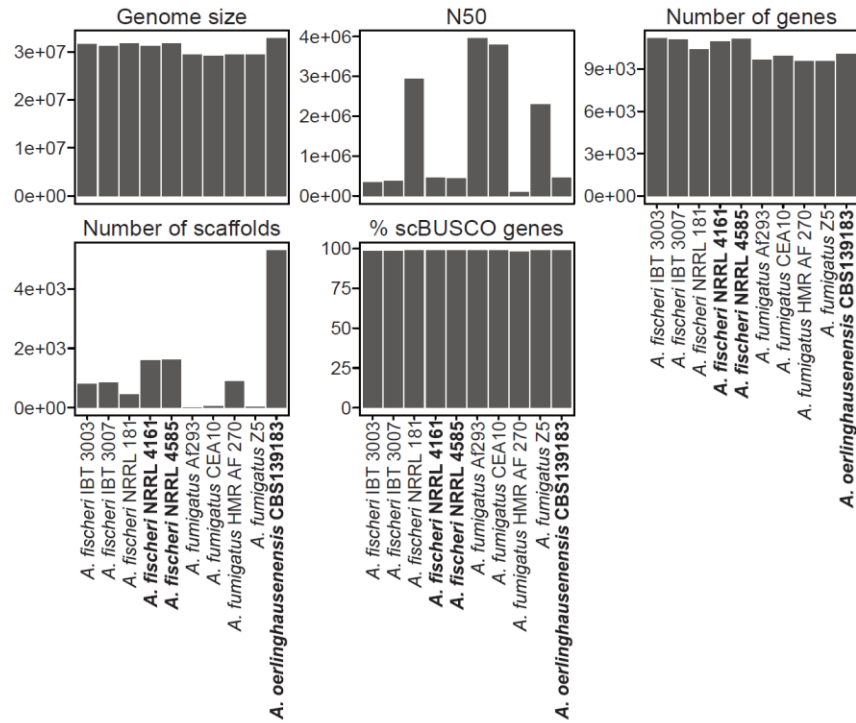 Genome size
3e+07
2e+07
1e+07
0e+00
N50
4e+06
3e+06
2e+06
1e+06
0e+00
Number of genes
9e+03
6e+03
3e+03
0e+00
A. fischeri IBT 3003
A. fischeri IBT 3007
A. fischeri NRRL 181
A. fischeri NRRL 4161
A. fischeri NRRL 4585
A. fumigatus Af293
A. fumigatus CEA10
A. fumigatus HMR AF 270
A. fumigatus Z5
A. oerlinghausenensis CBS139183
Number of scaffolds
4e+03
2e+03
0e+00
A. fischeri IBT 3003
A. fischeri IBT 3007
A. fischeri NRRL 181
A. fischeri NRRL 4161
A. fischeri NRRL 4585
A. fumigatus Af293
A. fumigatus CEA10
A. fumigatus HMR AF 270
A. fumigatus Z5
A. oerlinghausenensis CBS139183
% scBUSCO genes
100
75
50
25
0
A. fischeri IBT 3003
A. fischeri IBT 3007
A. fischeri NRRL 181
A. fischeri NRRL 4161
A. fischeri NRRL 4585
A. fumigatus Af293
A. fumigatus CEA10
A. fumigatus HMR AF 270
A. fumigatus Z5
A. oerlinghausenensis CBS139183